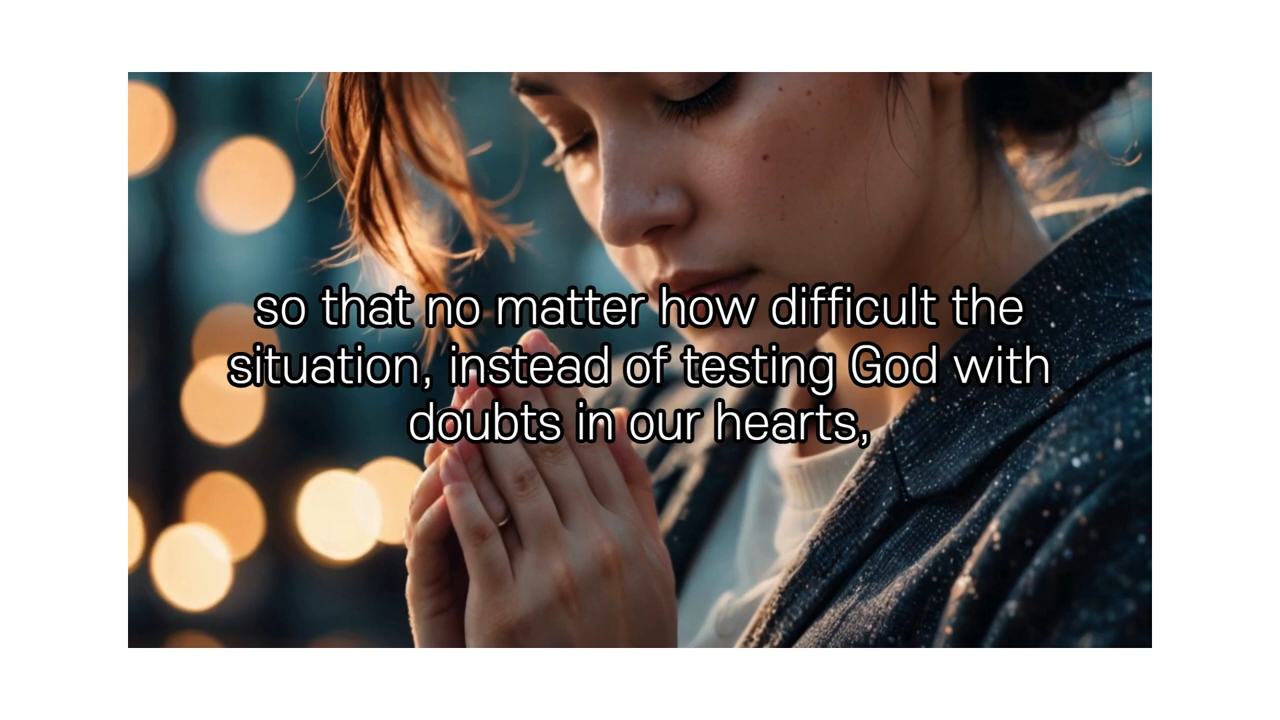 so that no matter how difficult the
situation, instead of testing God with
doubts in our hearts,